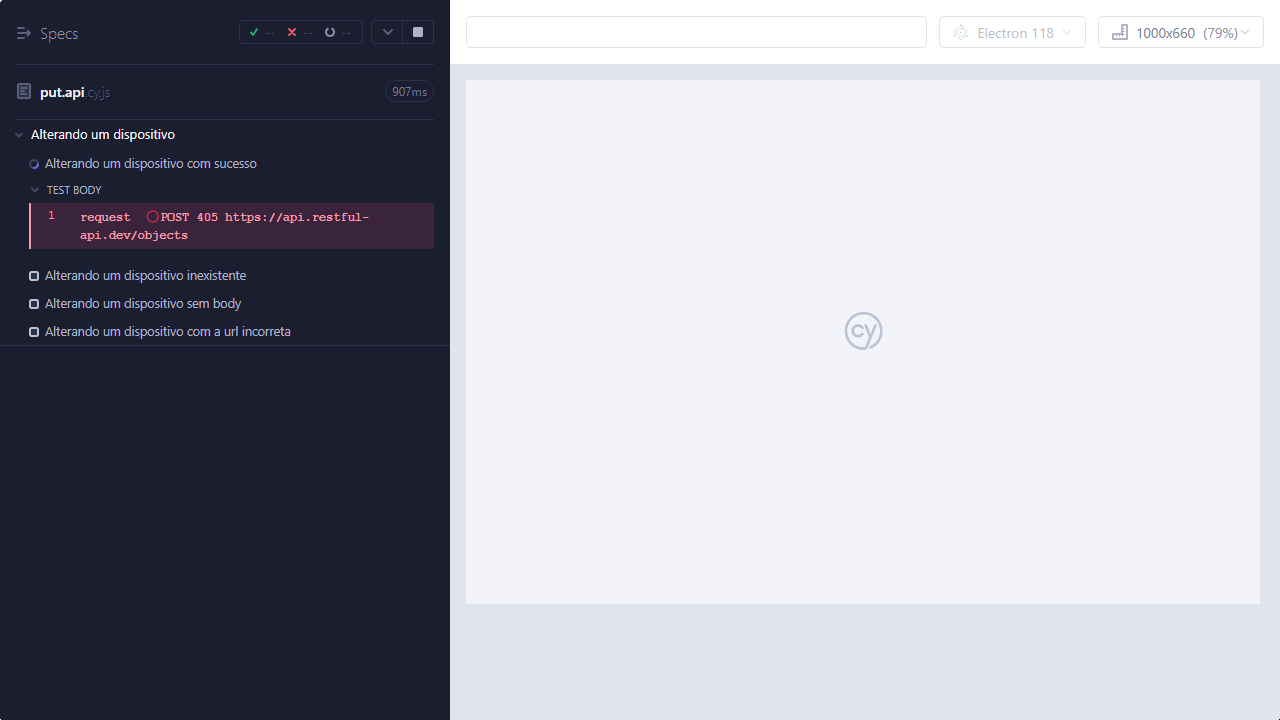 Specs
-- -- --
put.api.cy.js
907ms
Alterando um dispositivo
Alterando um dispositivo com sucesso
TEST BODY
1 request POST 405 https://api.restful-
api.dev/objects
Alterando um dispositivo inexistente
Alterando um dispositivo sem body
Alterando um dispositivo com a url incorreta
Electron 118
1000x660 (79%)
cy